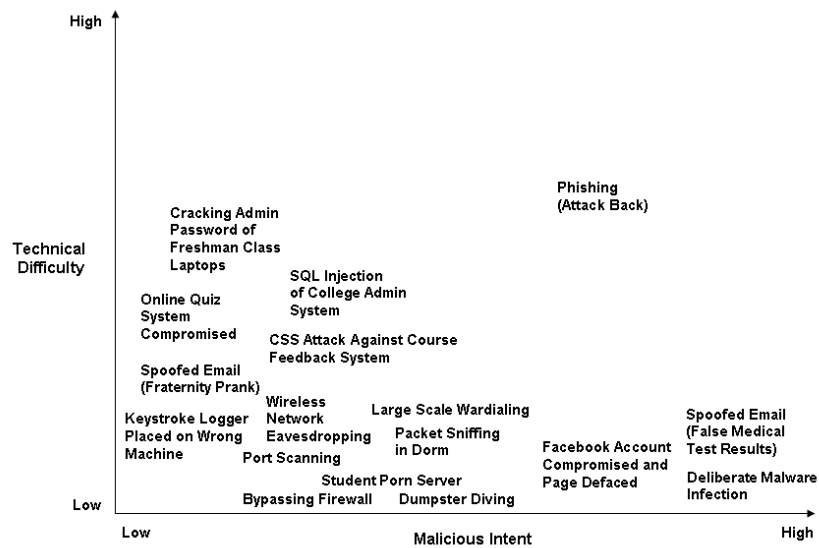 High
Phishing
(Attack Back)
Cracking Admin
Password of
Freshman Class
Laptops
Technical
Difficulty
SQL Injection
of College Admin
System
Online Quiz
System
Compromised
CSS Attack Against Course
Feedback System
Spoofed Email
(Fraternity Prank)
Wireless
Network
Eavesdropping
Large Scale Wardialing
Keystroke Logger
Placed on Wrong
Machine
Packet Sniffing
in Dorm
Spoofed Email
(False Medical
Test Results)
Facebook Account
Compromised and
Page Defaced
Port Scanning
Student Porn Server
Deliberate Malware
Infection
Bypassing Firewall
Dumpster Diving
Low
Low
Malicious Intent
High